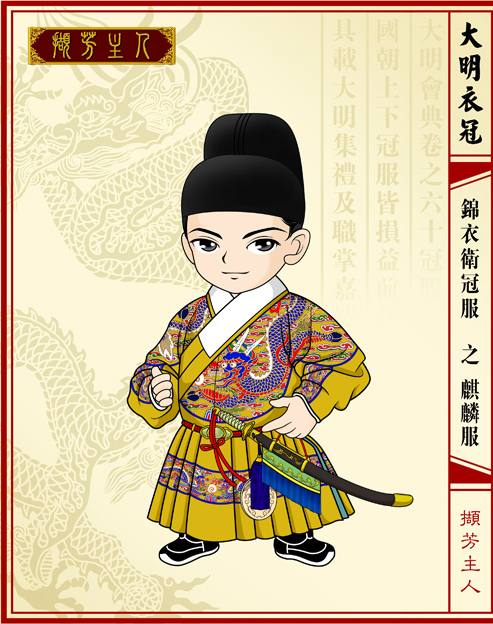 擷芳主人
大明衣冠
錦衣衛冠服 之 麒麟服
擷芳主人
大明會典卷之六十冠
國朝上下冠服皆損益
具載大明集禮及職掌嘉